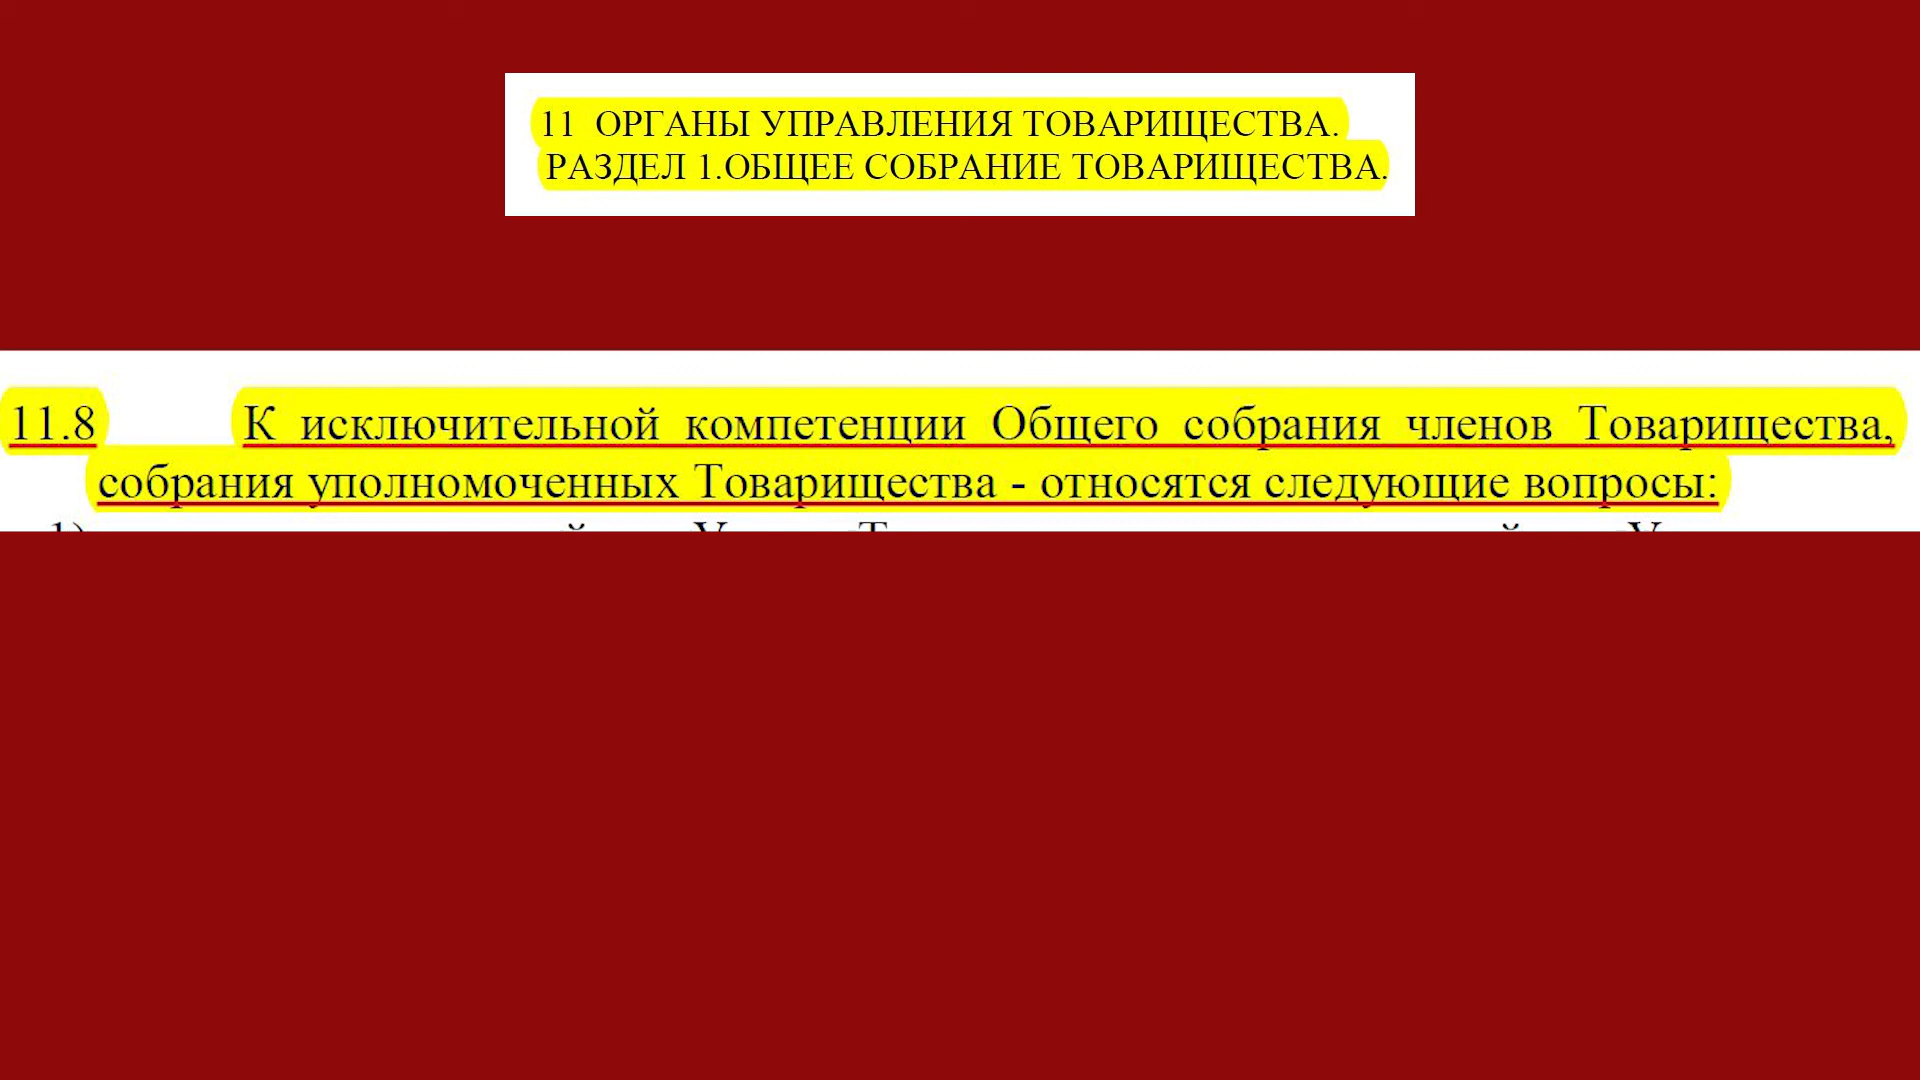 11 ОРГАНЫ УПРАВЛЕНИЯ ТОВАРИЩЕСТВА.
РАЗДЕЛ 1.ОБЩЕЕ СОБРАНИЕ ТОВАРИЩЕСТВА.
11.8 К исключительной компетенции Общего собрания членов Товарищества,
собрания уполномоченных Товарищества - относятся следующие вопросы: